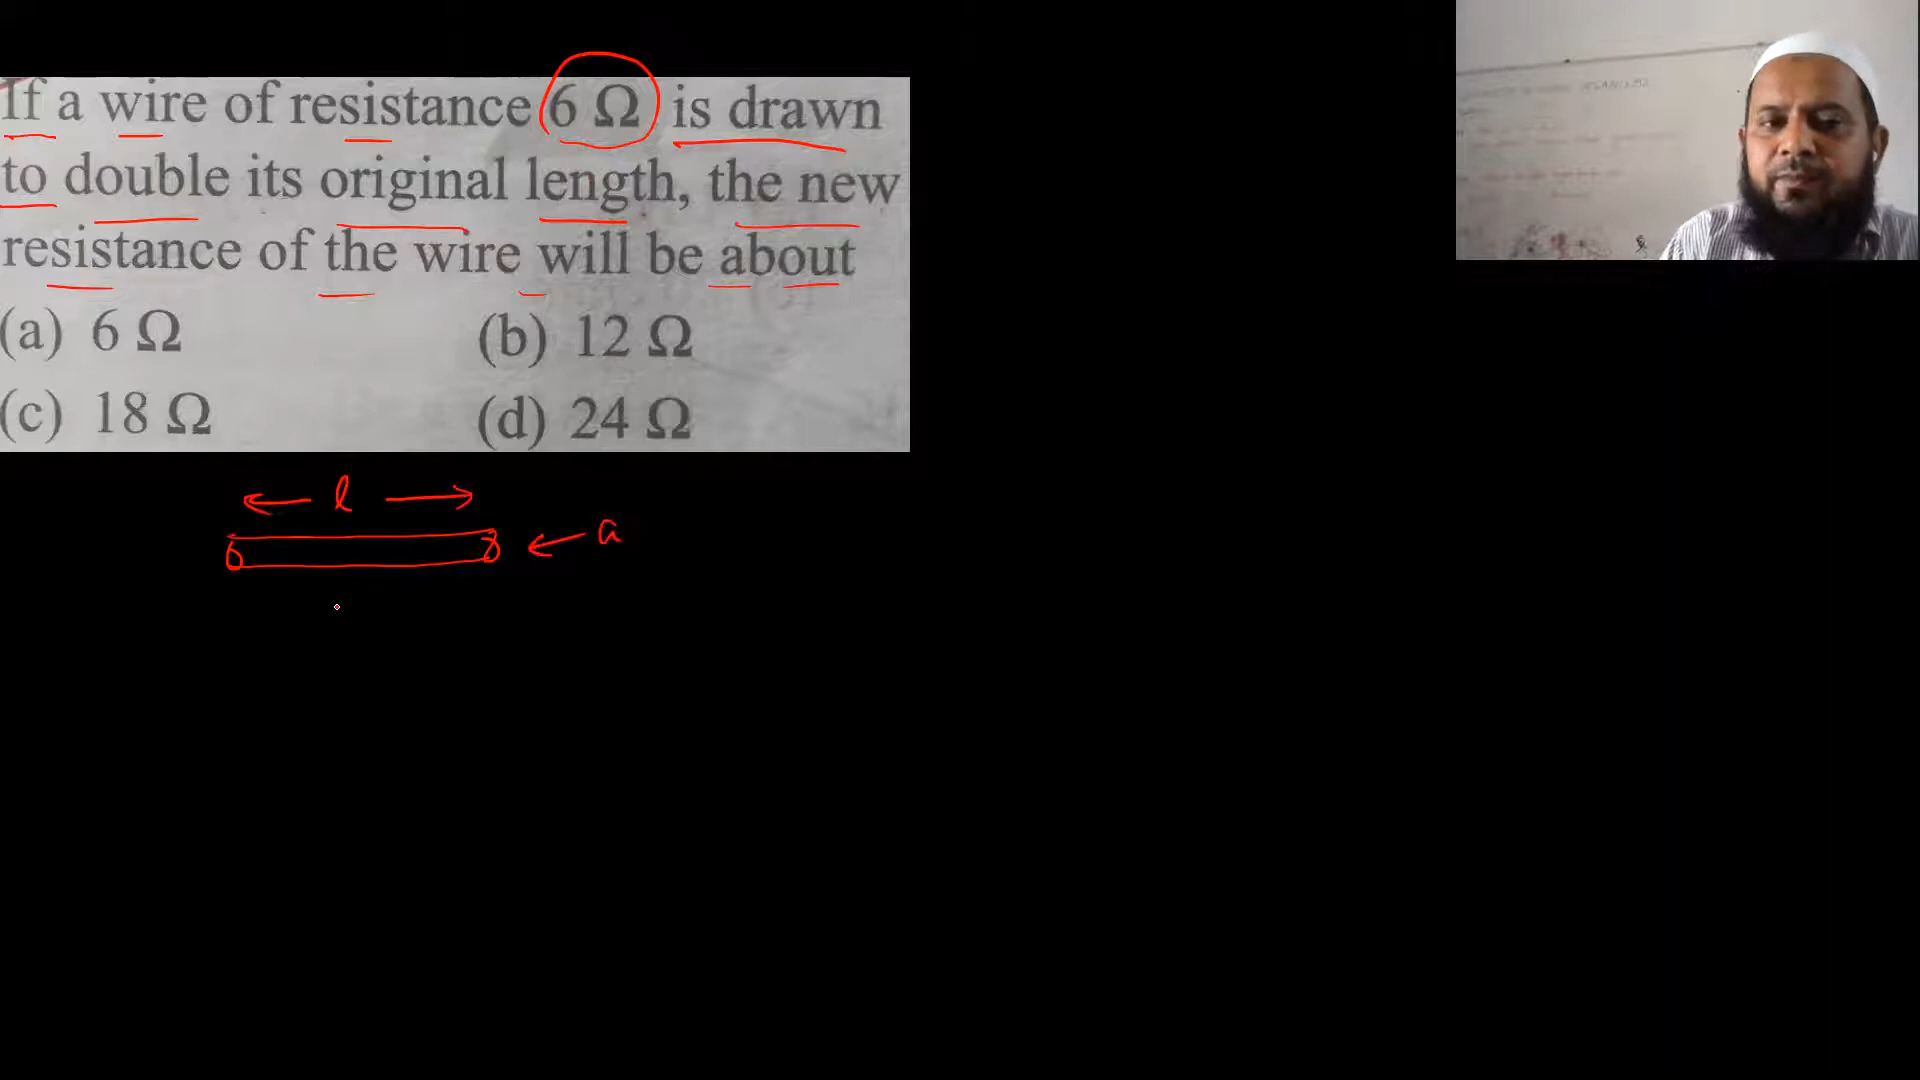 If a wire of resistance 6 Ω is drawn
to double its original length, the new
resistance of the wire will be about
(a) 6 Ω (b) 12 Ω
(c) 18 Ω (d) 24 Ω
l
a